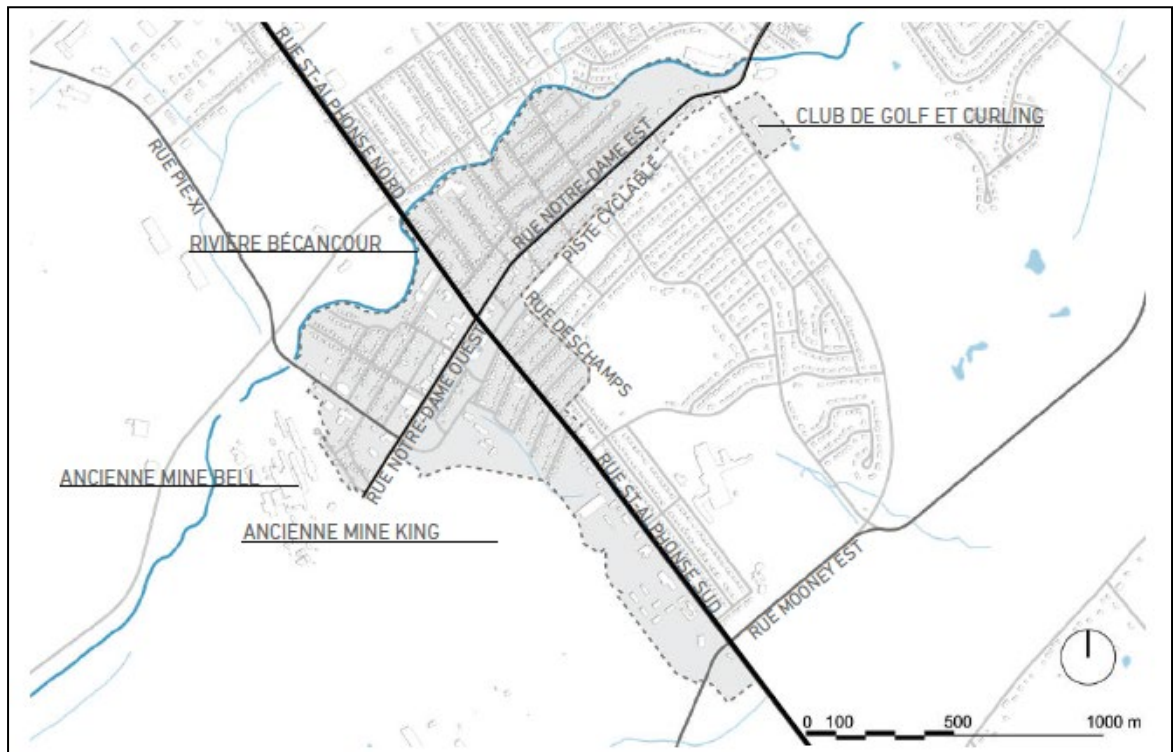 RUE ST-ALPHONSE NORD
CLUB DE GOLF ET CURLING
RUE PIE-XI
RUE NOTRE-DAME EST
PISTE CYCLABLE
RIVIÈRE BÉCANCOUR
RUE DESCHAMPS
RUE NOTRE-DAME OUEST
ANCIENNE MINE BELL
RUE ST-ALPHONSE SUD
ANCIENNE MINE KING
RUE MOONEY EST
0 100 500 1000 m